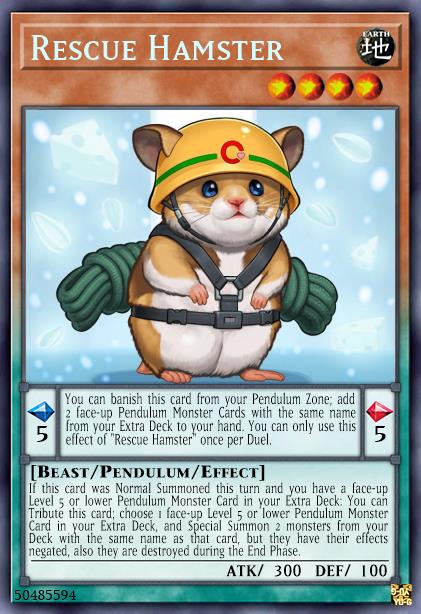 RESCUE HAMSTER
EARTH
地
C
You can banish this card from your Pendulum Zone; add
2 face-up Pendulum Monster Cards with the same name
from your Extra Deck to your hand. You can only use this
effect of "Rescue Hamster" once per Duel.
5
5
[BEAST/PENDULUM/EFFECT]
If this card was Normal Summoned this turn and you have a face-up
Level 5 or lower Pendulum Monster Card in your Extra Deck: You can
Tribute this card; choose 1 face-up Level 5 or lower Pendulum Monster
Card in your Extra Deck, and Special Summon 2 monsters from your
Deck with the same name as that card, but they have their effects
negated, also they are destroyed during the End Phase.
ATK/ 300 DEF/ 100
50485594